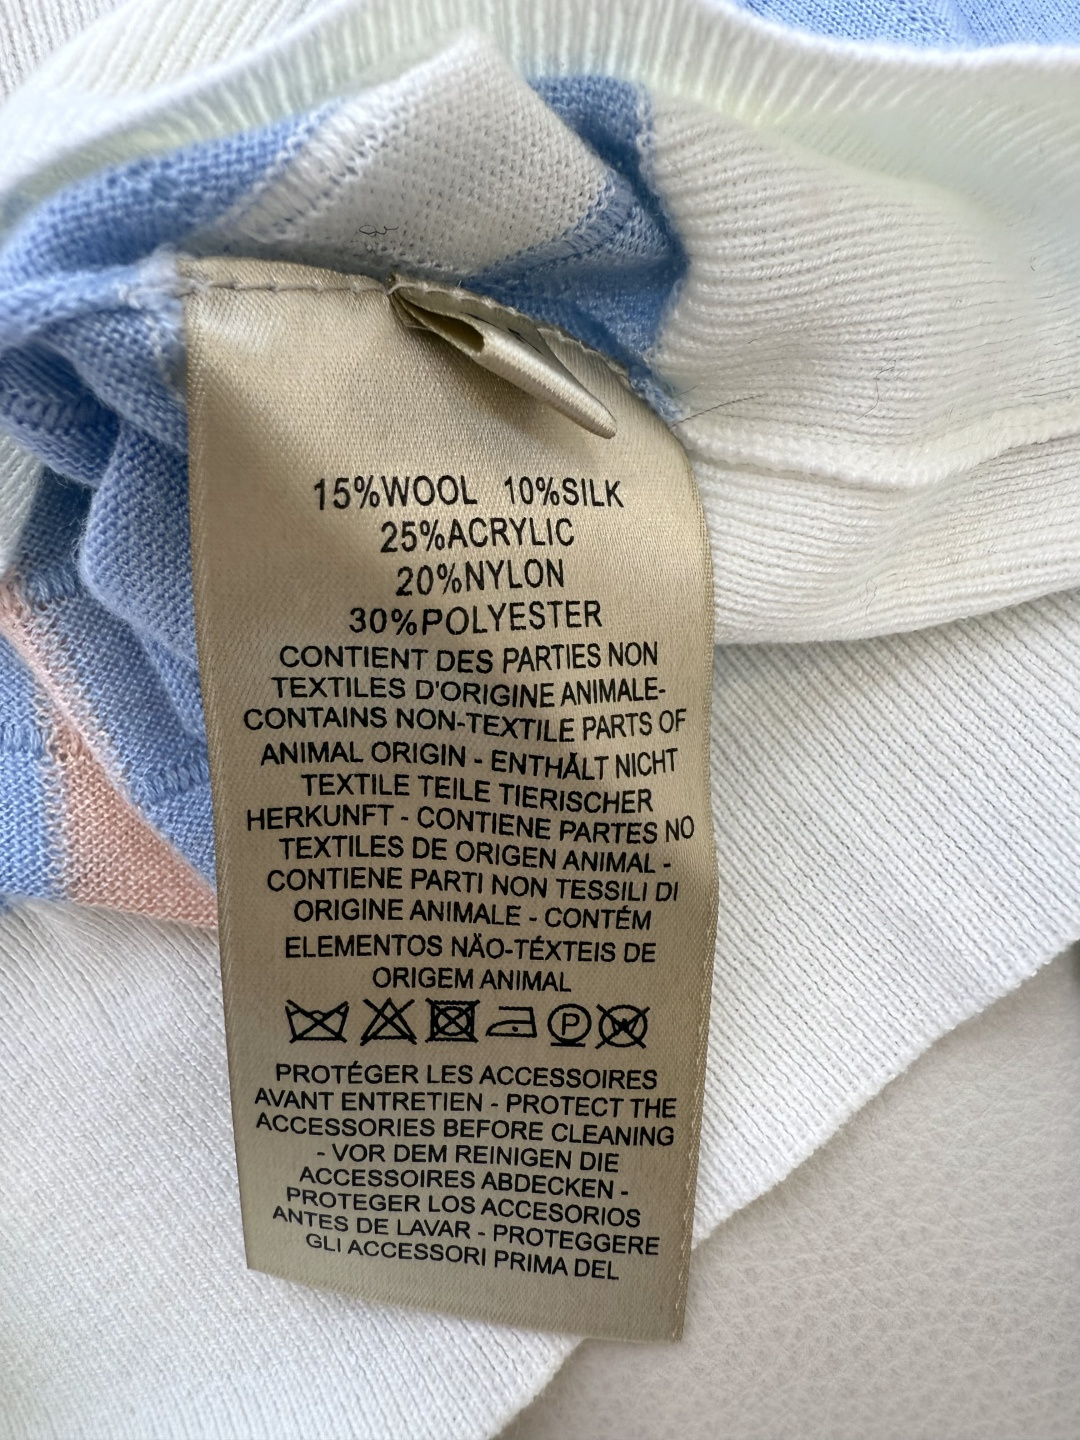 15%WOOL 10%SILK
25%ACRYLIC
20%NYLON
30%POLYESTER
CONTIENT DES PARTIES NON
TEXTILES D'ORIGINE ANIMALE-
CONTAINS NON-TEXTILE PARTS OF
ANIMAL ORIGIN - ENTHÄLT NICHT
TEXTILE TEILE TIERISCHER
HERKUNFT - CONTIENE PARTES NO
TEXTILES DE ORIGEN ANIMAL -
CONTIENE PARTI NON TESSILI DI
ORIGINE ANIMALE - CONTÉM
ELEMENTOS NÄO-TÉXTEIS DE
ORIGEM ANIMAL
P W
PROTÉGER LES ACCESSOIRES
AVANT ENTRETIEN - PROTECT THE
ACCESSORIES BEFORE CLEANING
- VOR DEM REINIGEN DIE
ACCESSOIRES ABDECKEN -
PROTEGER LOS ACCESORIOS
ANTES DE LAVAR - PROTEGGERE
GLI ACCESSORI PRIMA DEL